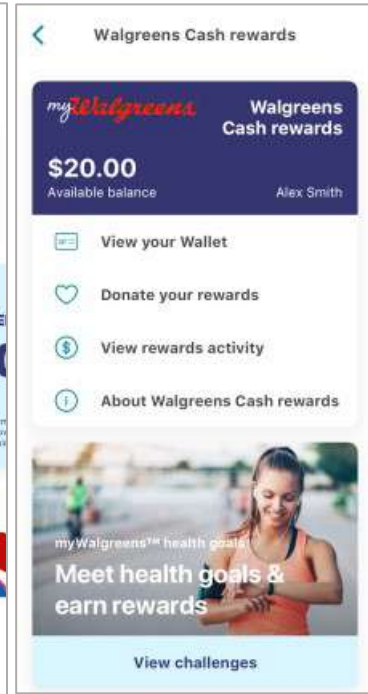 Walgreens Cash rewards
myWalgreens
Walgreens
Cash rewards
$20.00
Available balance
Alex Smith
View your Wallet
Donate your rewards
View rewards activity
About Walgreens Cash rewards
myWalgreens™ health goals
Meet health goals &
earn rewards
View challenges